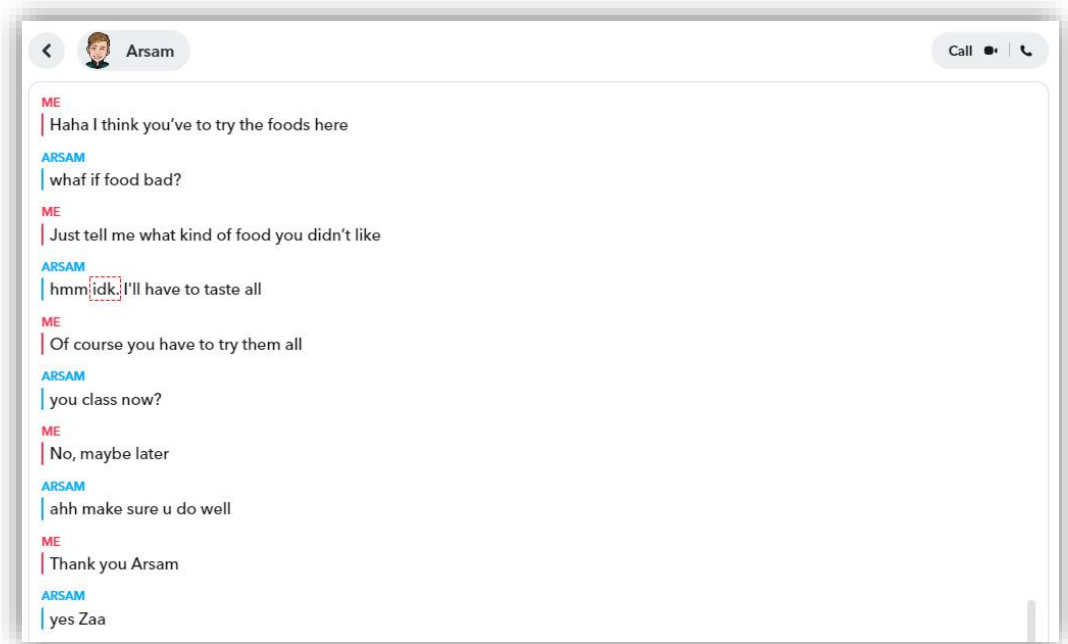 Arsam
Call
ME
Haha I think you've to try the foods here
ARSAM
whaf if food bad?
ME
Just tell me what kind of food you didn't like
ARSAM
hmm idk. I'll have to taste all
ME
Of course you have to try them all
ARSAM
you class now?
ME
No, maybe later
ARSAM
ahh make sure u do well
ME
Thank you Arsam
ARSAM
yes Zaa